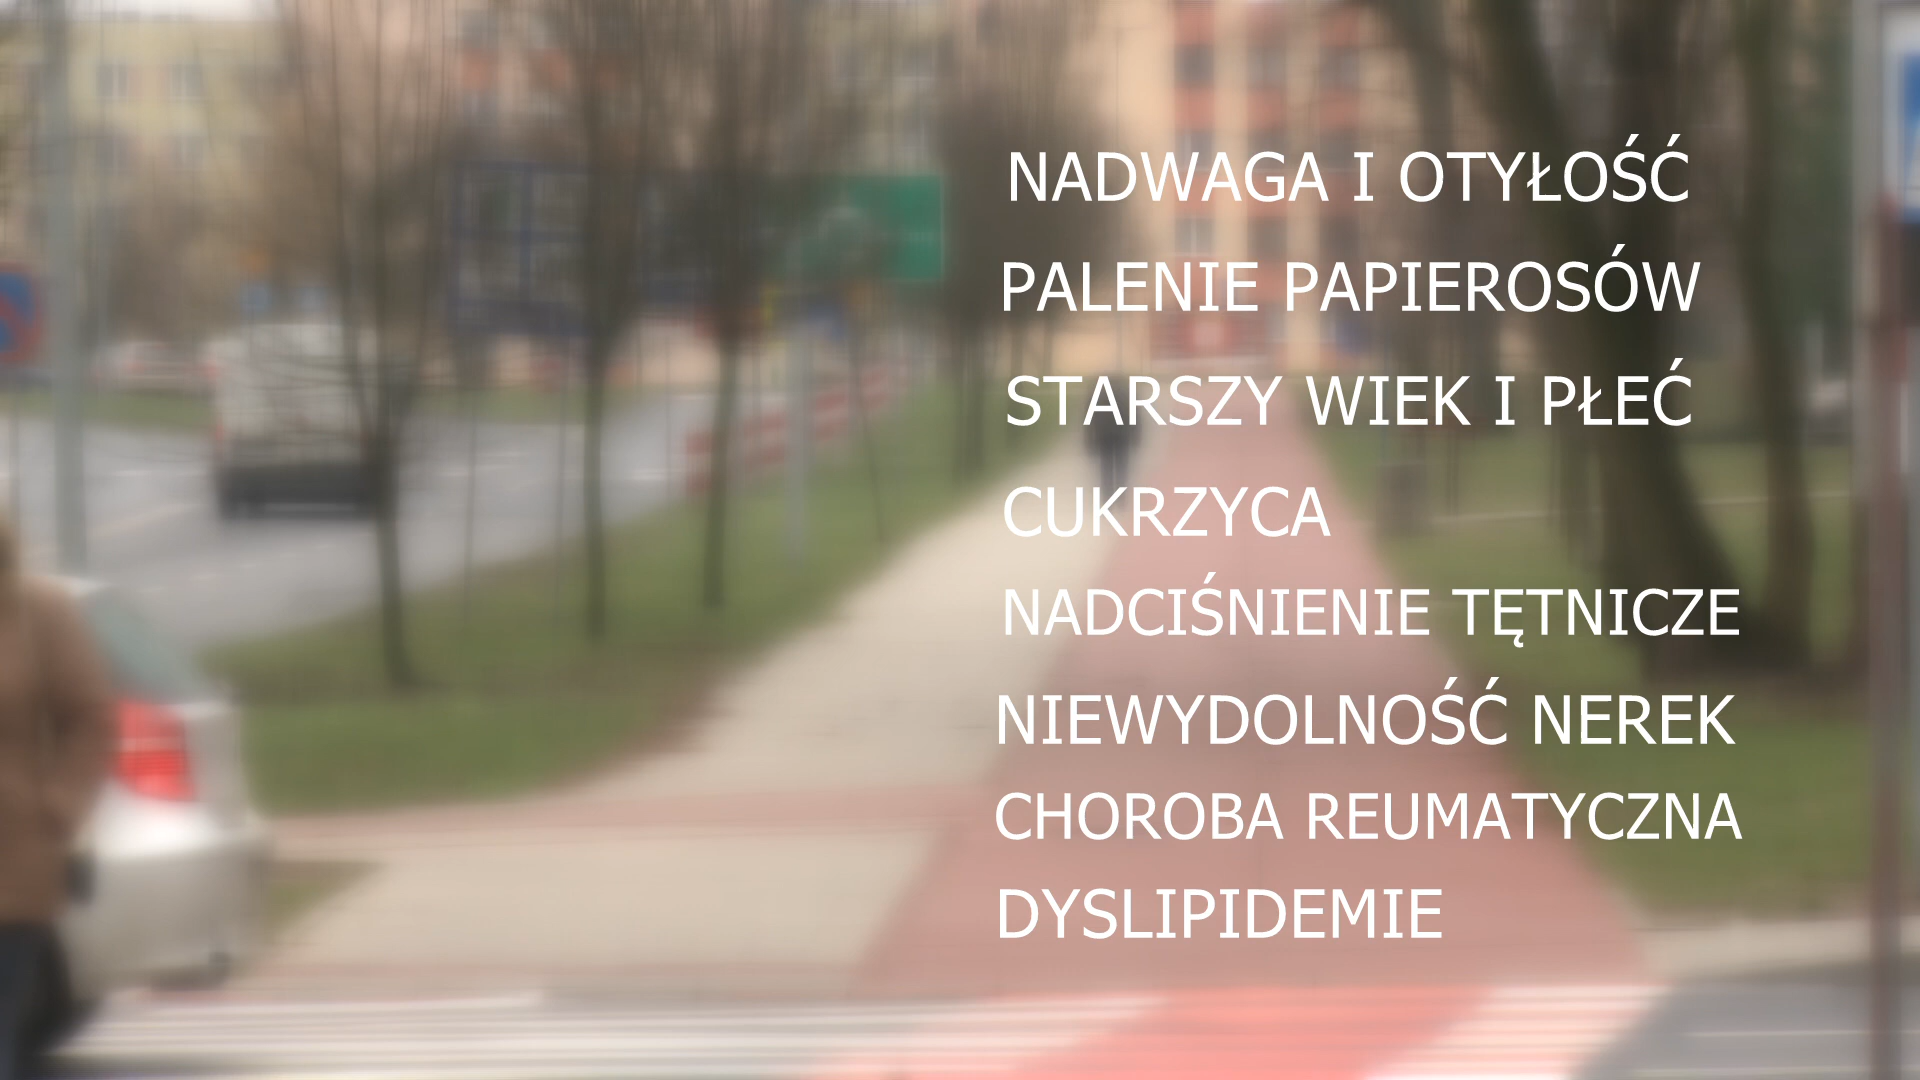 NADWAGA I OTYŁOŚĆ
PALENIE PAPIEROSÓW
STARSZY WIEK I PŁEĆ
CUKRZYCA
NADCIŚNIENIE TĘTNICZE
NIEWYDOLNOŚĆ NEREK
CHOROBA REUMATYCZNA
DYSLIPIDEMIE